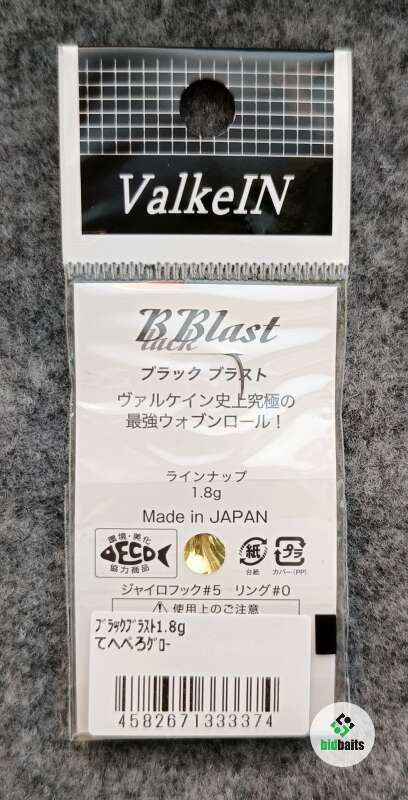 ValkeIN
Black Blast
ブラック ブラスト
ヴァルケイン史上究極の
最強ウォブンロール！
ラインナップ
1.8g
Made in JAPAN
環境・美化
ECO
協力商品
紙
台紙
プラ
カバー(PP)
ジャイロフック#5 リング#0
⚠ 使用上のご注意
ﾌﾞﾗｯｸﾌﾞﾗｽﾄ1.8g
てへぺろｸﾞﾛｰ
4582671333374
bidbaits